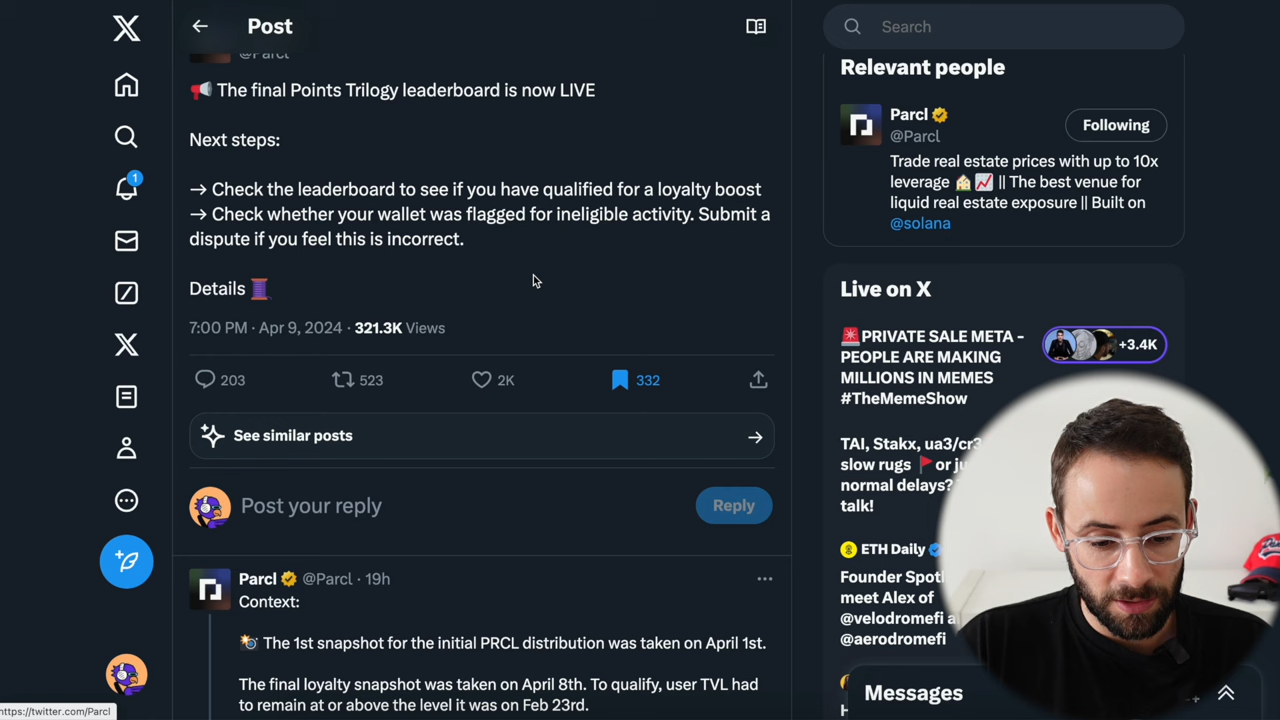 Post
@Parcl
📢 The final Points Trilogy leaderboard is now LIVE
Next steps:
→ Check the leaderboard to see if you have qualified for a loyalty boost
→ Check whether your wallet was flagged for ineligible activity. Submit a
dispute if you feel this is incorrect.
Details 🧵
7:00 PM · Apr 9, 2024 · 321.3K Views
203 523 2K 332
See similar posts
Post your reply
Reply
Parcl @Parcl · 19h
Context:
💣 The 1st snapshot for the initial PRCL distribution was taken on April 1st.
The final loyalty snapshot was taken on April 8th. To qualify, user TVL had
to remain at or above the level it was on Feb 23rd.
1
https://twitter.com/Parcl
Search
Relevant people
Parcl
@Parcl
Following
Trade real estate prices with up to 10x
leverage 🏠📈 || The best venue for
liquid real estate exposure || Built on
@solana
Live on X
🚨PRIVATE SALE META -
PEOPLE ARE MAKING
MILLIONS IN MEMES
#TheMemeShow
+3.4K
TAI, Stakx, ua3/cr3
slow rugs 🚩or
normal delays?
talk!
ETH Daily
Founder
meet Alex of
@velodromefi
@aerodromefi
Messages